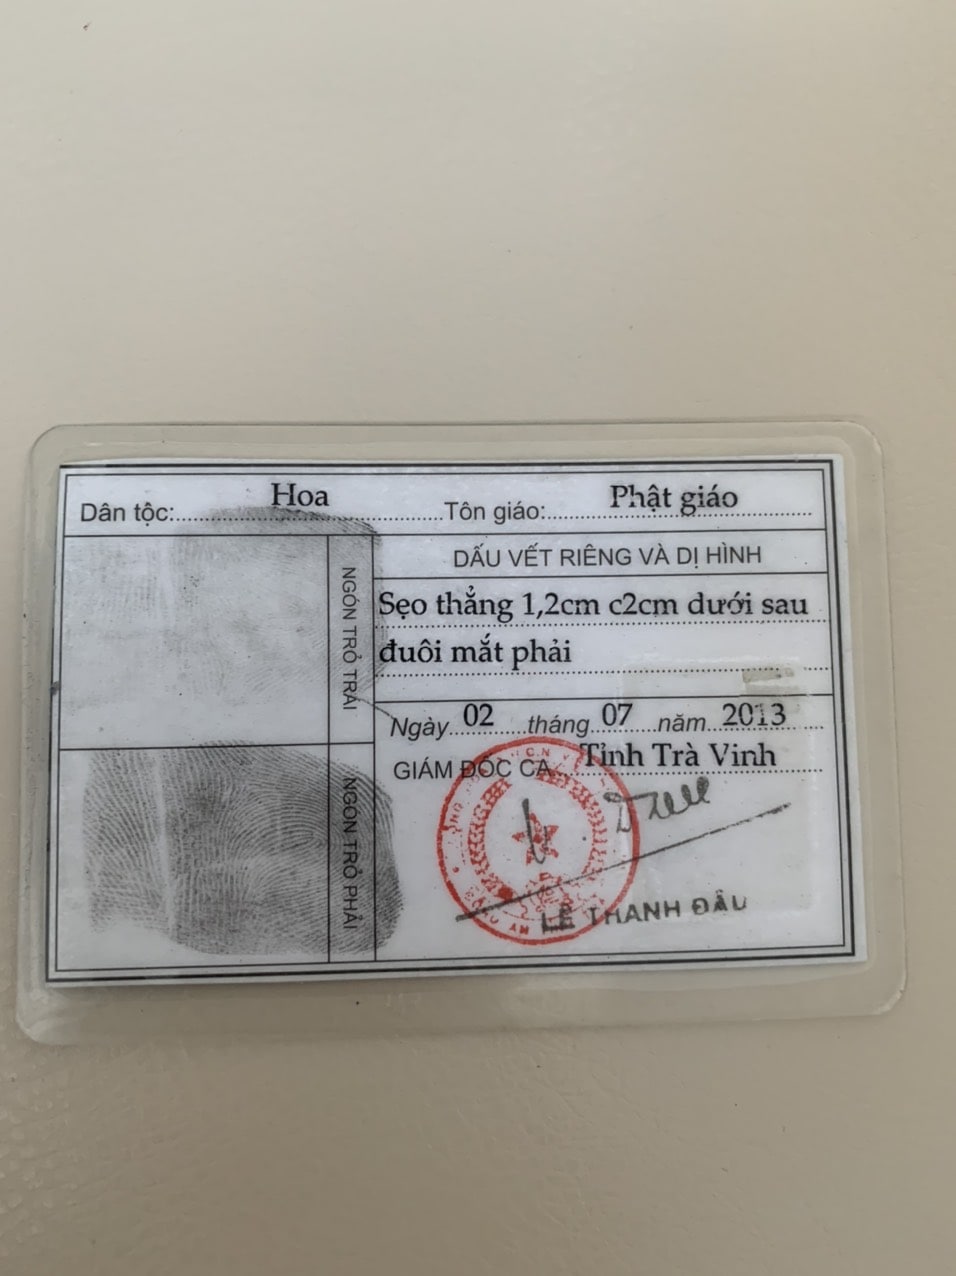 Dân tộc: Hoa Tôn giáo: Phật giáo
DẤU VẾT RIÊNG VÀ DỊ HÌNH
NGÓN TRỎ TRÁI
Sẹo thẳng 1,2cm c2cm dưới sau
đuôi mắt phải
Ngày 02 tháng 07 năm 2013
GIÁM ĐỐC CA Tỉnh Trà Vinh
NGÓN TRỎ PHẢI
LÊ THANH ĐẤU